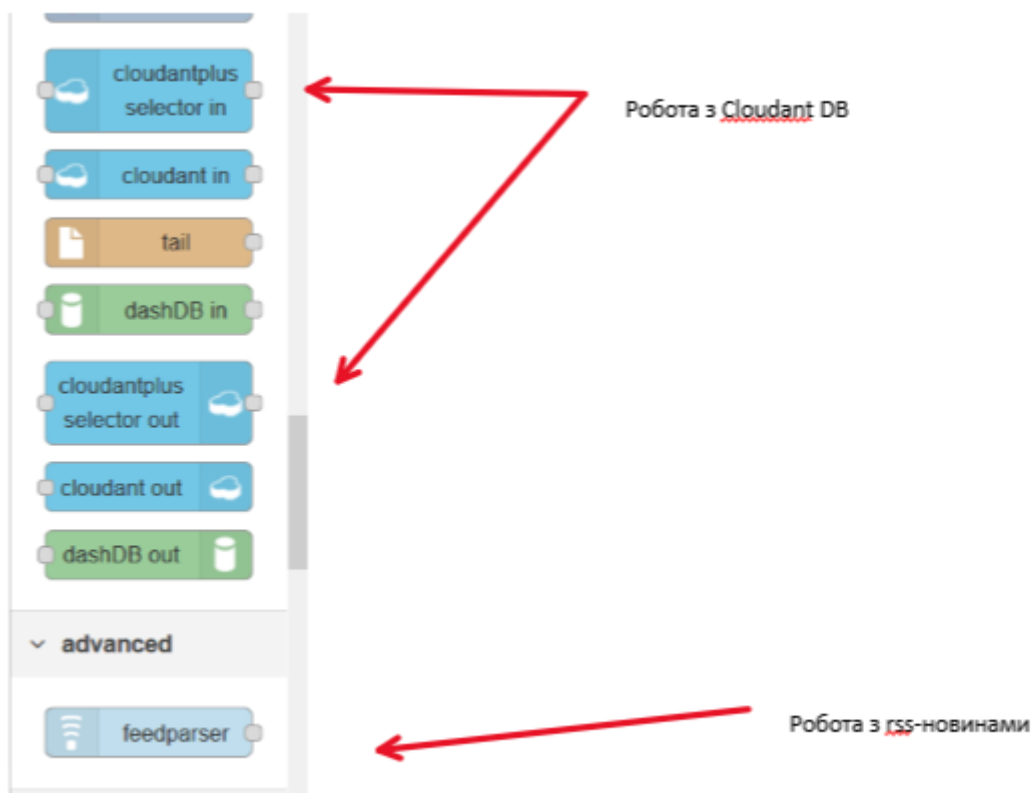 cloudantplus
selector in
Робота з Cloudant DB
cloudant in
tail
dashDB in
cloudantplus
selector out
cloudant out
dashDB out
advanced
feedparser
Робота з rss-новинами